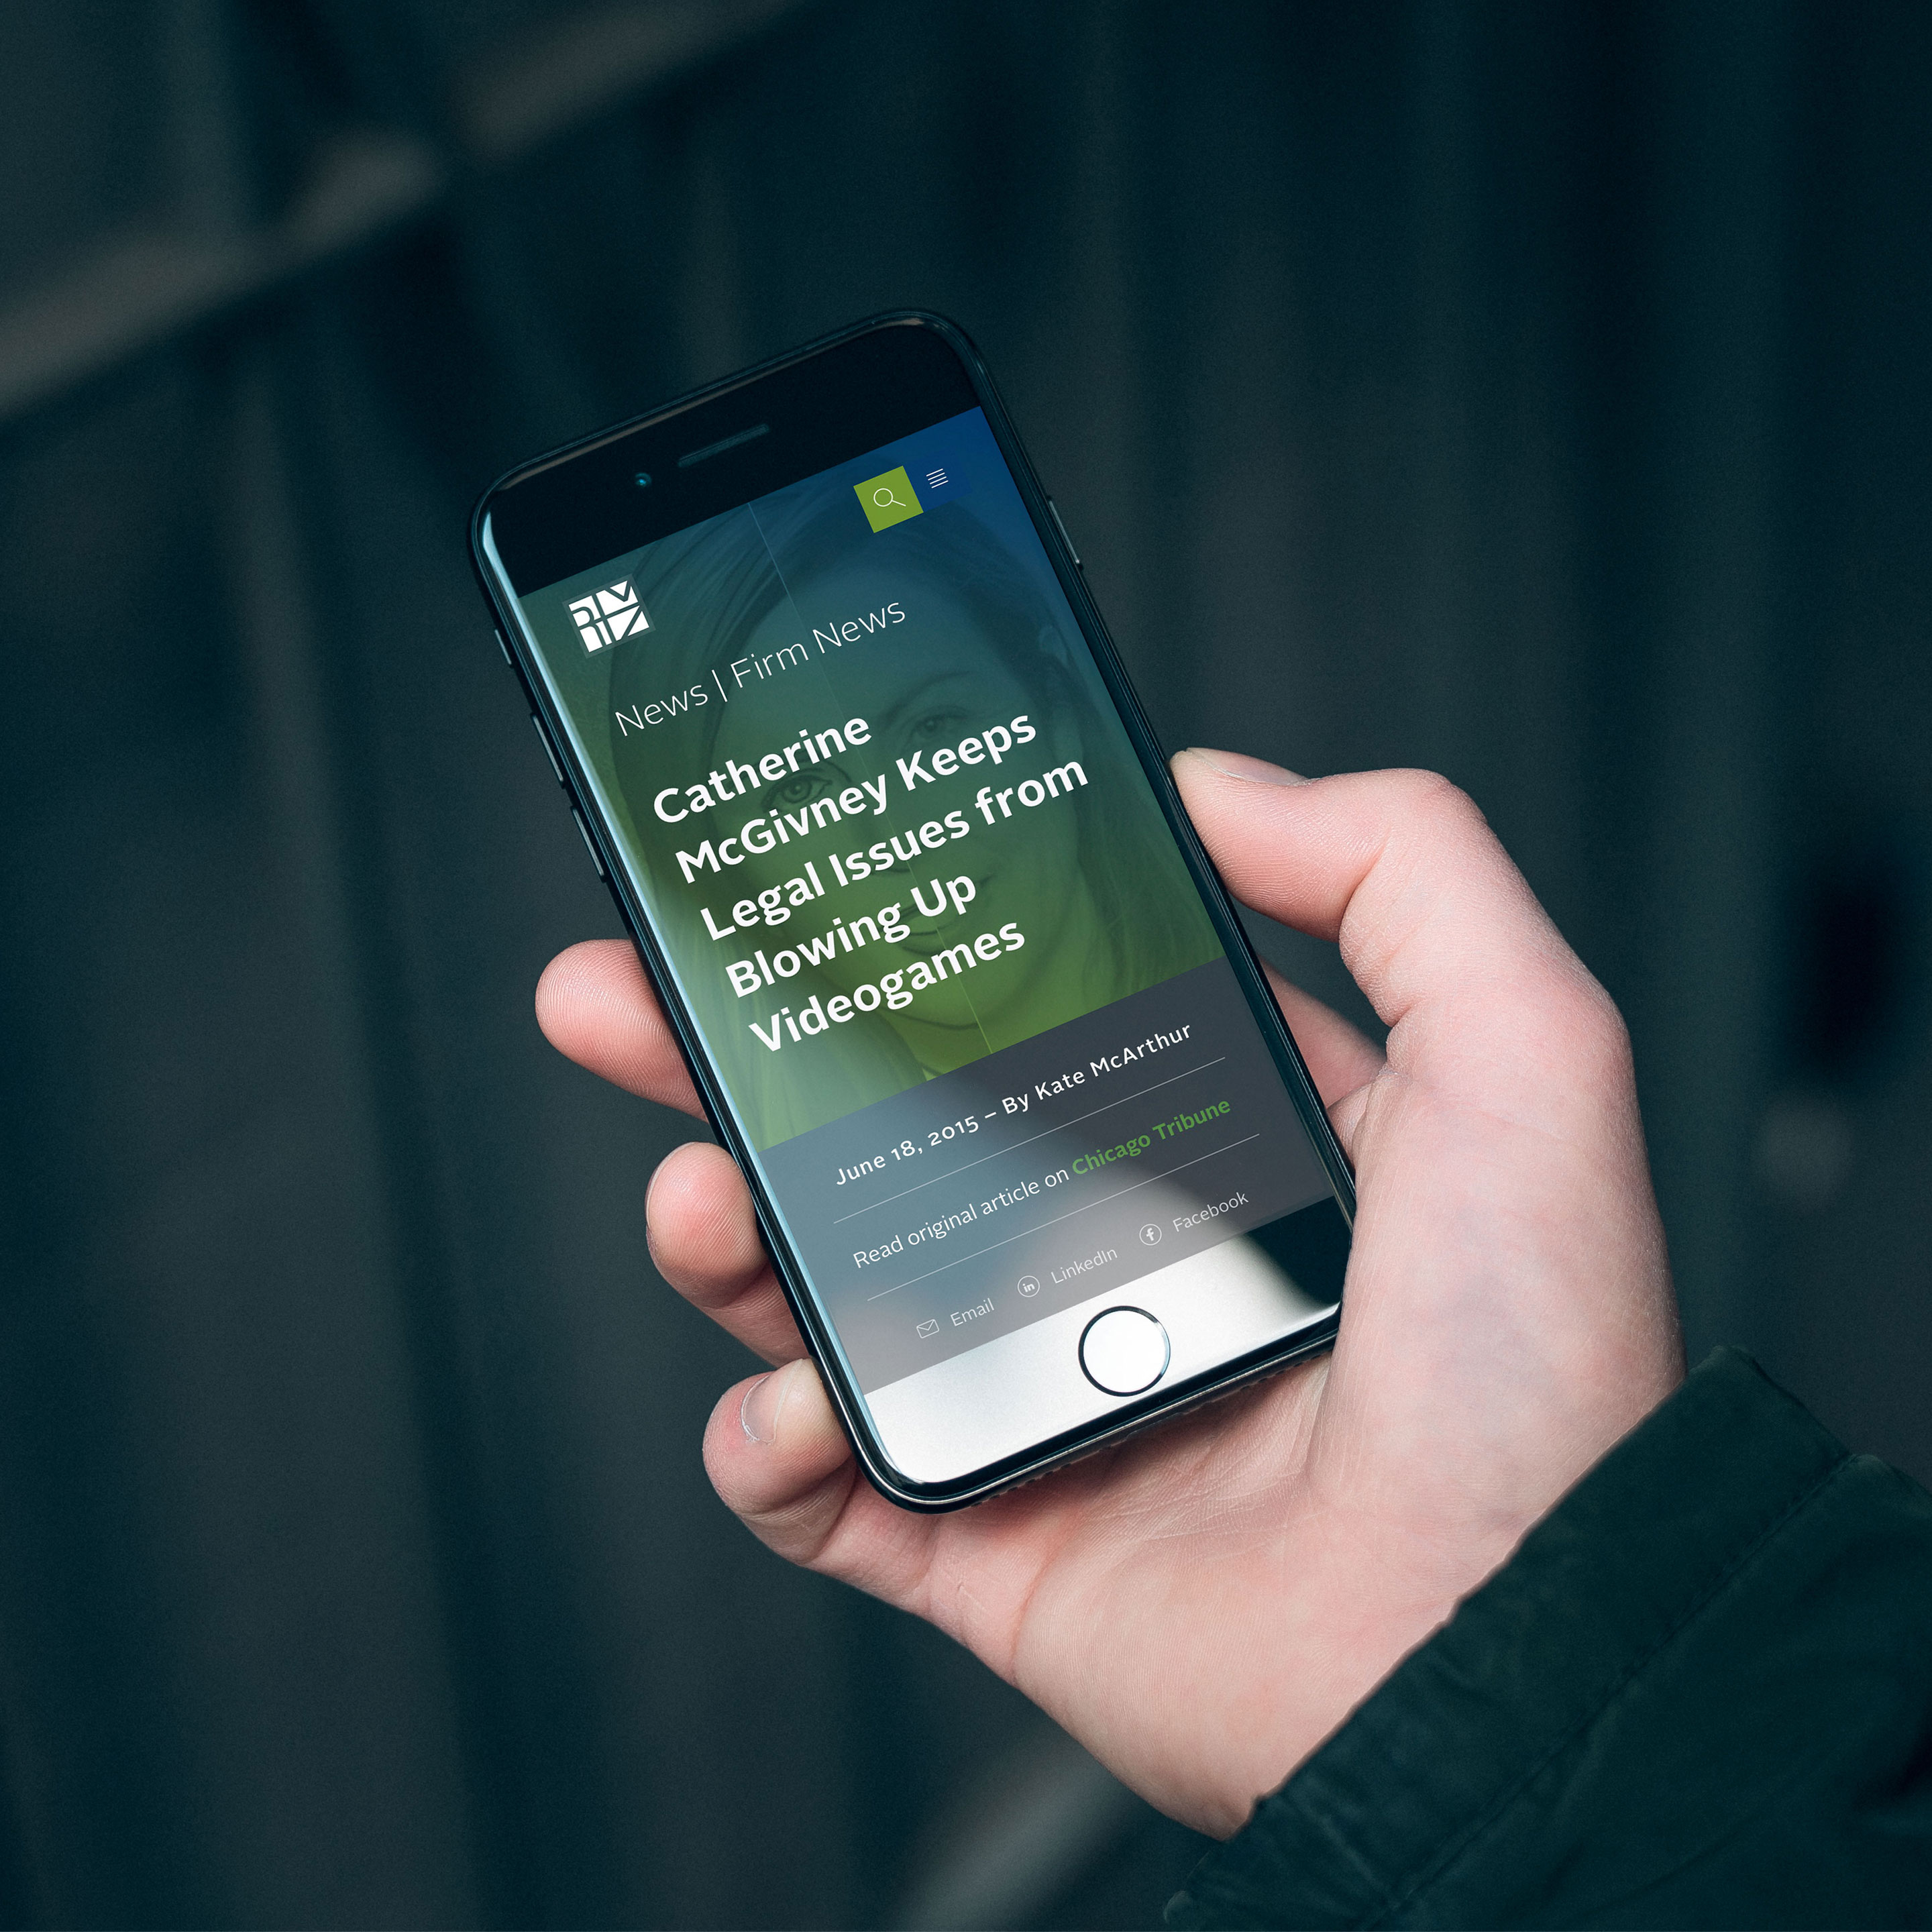 News | Firm News
Catherine
McGivney Keeps
Legal Issues from
Blowing Up
Videogames
June 18, 2015 – By Kate McArthur
Read original article on Chicago Tribune
Email LinkedIn Facebook